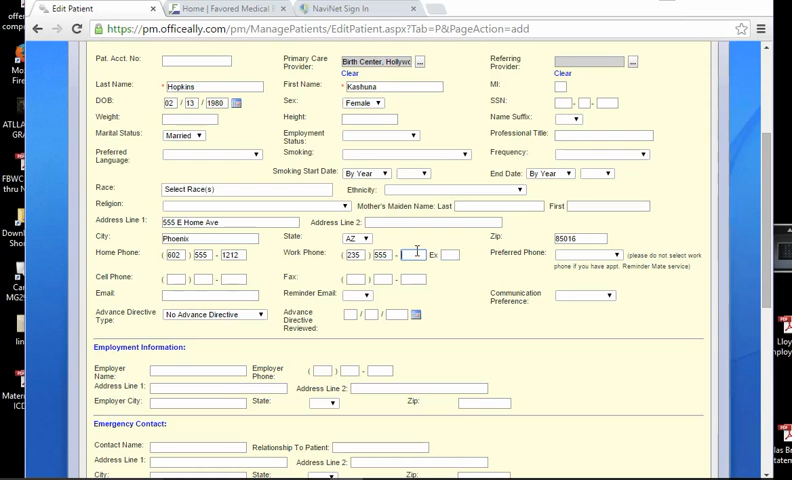 Edit Patient
Home | Favored Medical B
NaviNet Sign In
https://pm.officeally.com/pm/ManagePatients/EditPatient.aspx?Tab=P&PageAction=add
Pat. Acct. No:
Primary Care Provider: Birth Center, Hollywo ...
Referring Provider: ...
Clear
Clear
Last Name: * Hopkins
First Name: * Kashuna
MI:
DOB: 02 / 13 / 1980
Sex: Female
SSN: - -
Weight:
Height:
Name Suffix:
Marital Status: Married
Employment Status:
Professional Title:
Preferred Language:
Smoking:
Frequency:
Smoking Start Date: By Year
End Date: By Year
Race: Select Race(s)
Ethnicity:
Religion:
Mother's Maiden Name: Last
First
Address Line 1: 555 E Home Ave
Address Line 2:
City: Phoenix
State: AZ
Zip: 85016
Home Phone: ( 602 ) 555 - 1212
Work Phone: ( 235 ) 555 - Ex
Preferred Phone: (please do not select work phone if you have appt. Reminder Mate service)
Cell Phone: ( ) -
Fax: ( ) -
Email:
Reminder Email:
Communication Preference:
Advance Directive Type: No Advance Directive
Advance Directive Reviewed: / /
Employment Information:
Employer Name:
Employer Phone: ( ) -
Address Line 1:
Address Line 2:
Employer City:
State:
Zip:
Emergency Contact:
Contact Name:
Relationship To Patient:
Address Line 1:
Address Line 2:
City:
State:
Zip: